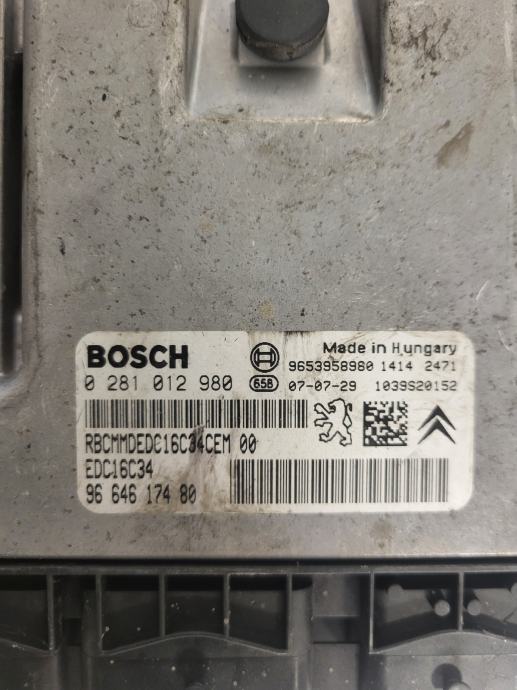 BOSCH
Made in Hungary
9653958980 1414 2471
0 281 012 980 658 07-07-29 1039S20152
RBCMMDEDC16C34CEM 00
EDC16C34
96 646 174 80